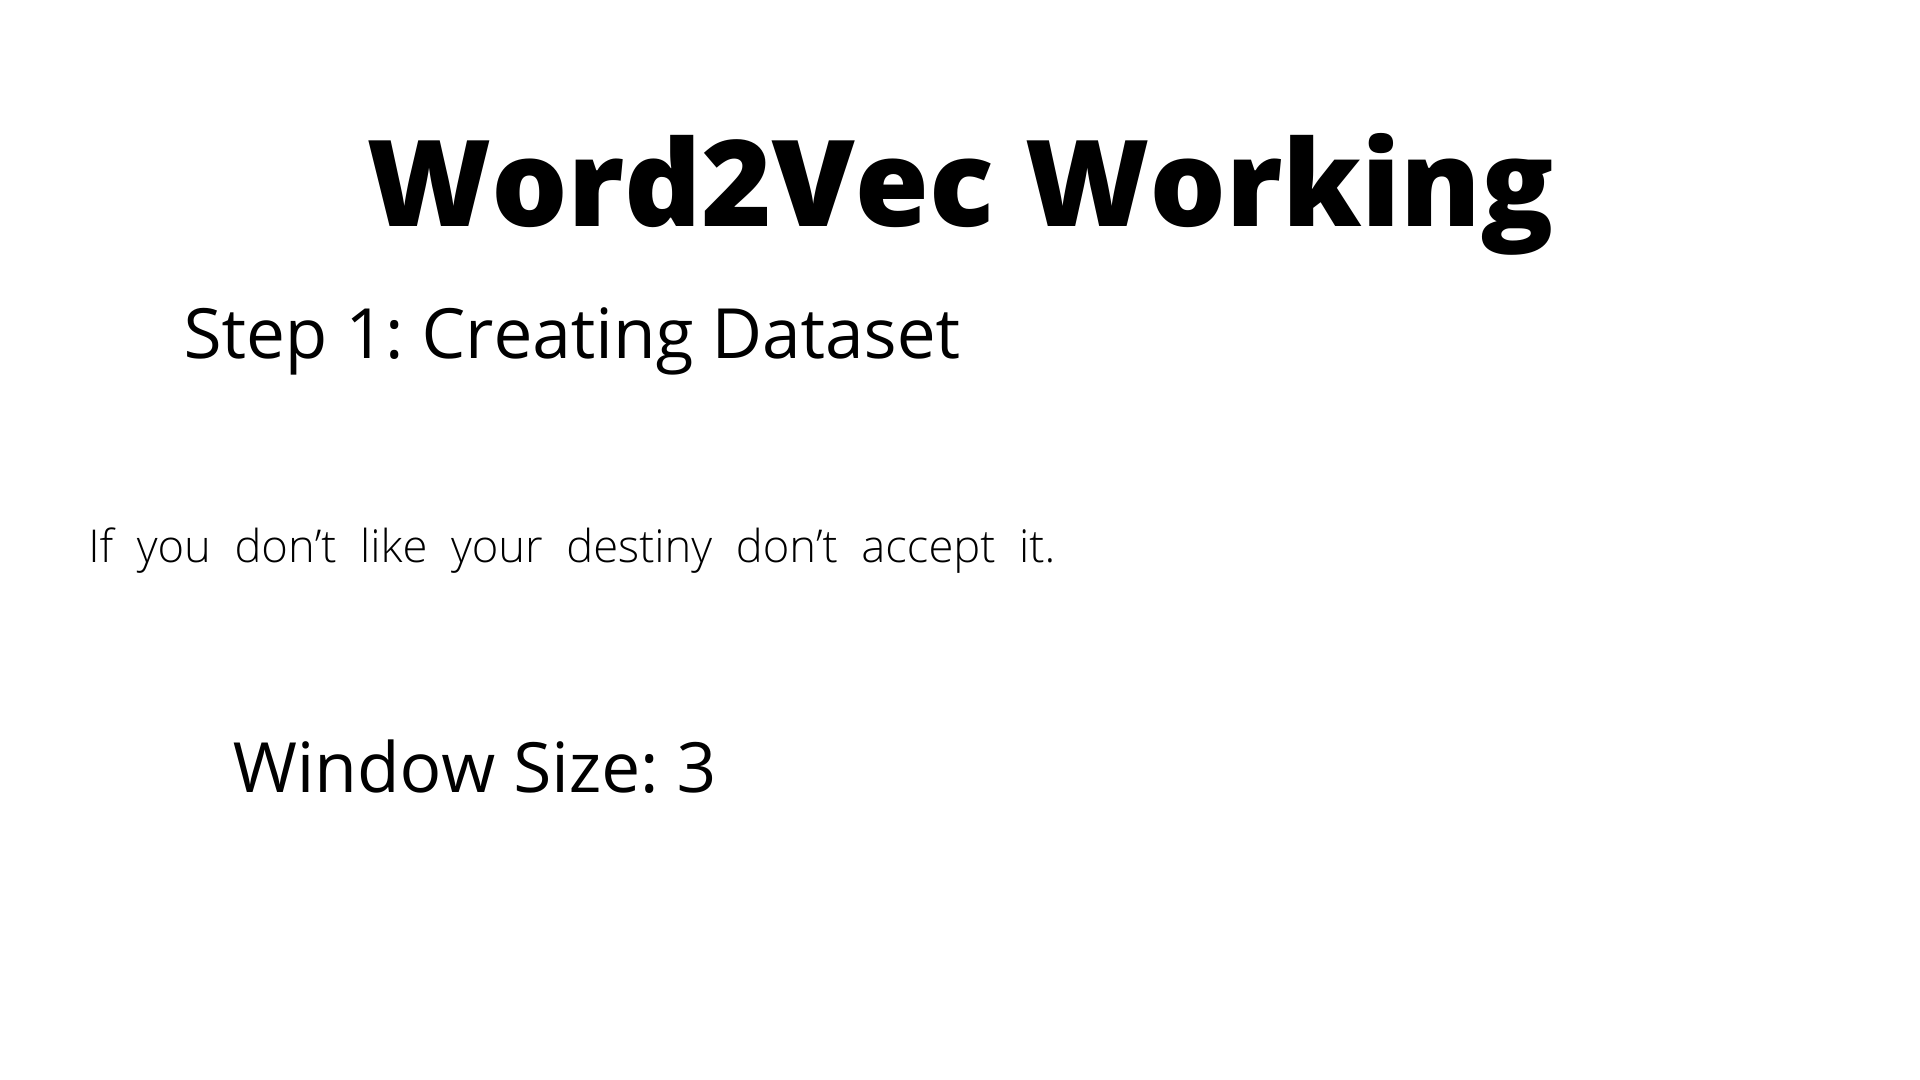 Word2Vec Working
Step 1: Creating Dataset
If you don’t like your destiny don’t accept it.
Window Size: 3